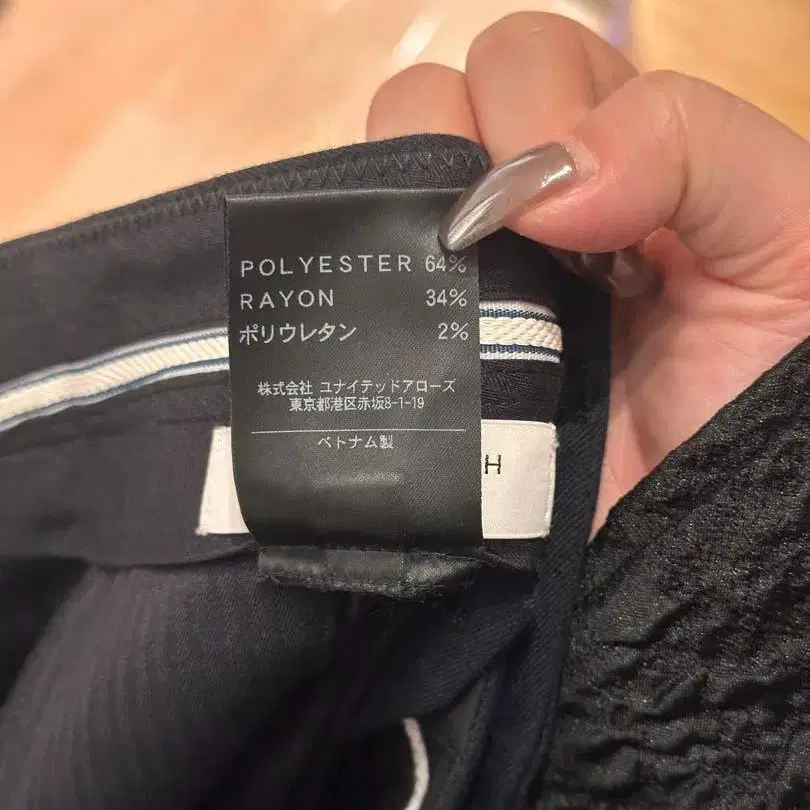 POLYESTER 64%
RAYON 34%
ポリウレタン 2%
株式会社 ユナイテッドアローズ
東京都港区赤坂8-1-19
ベトナム製
H